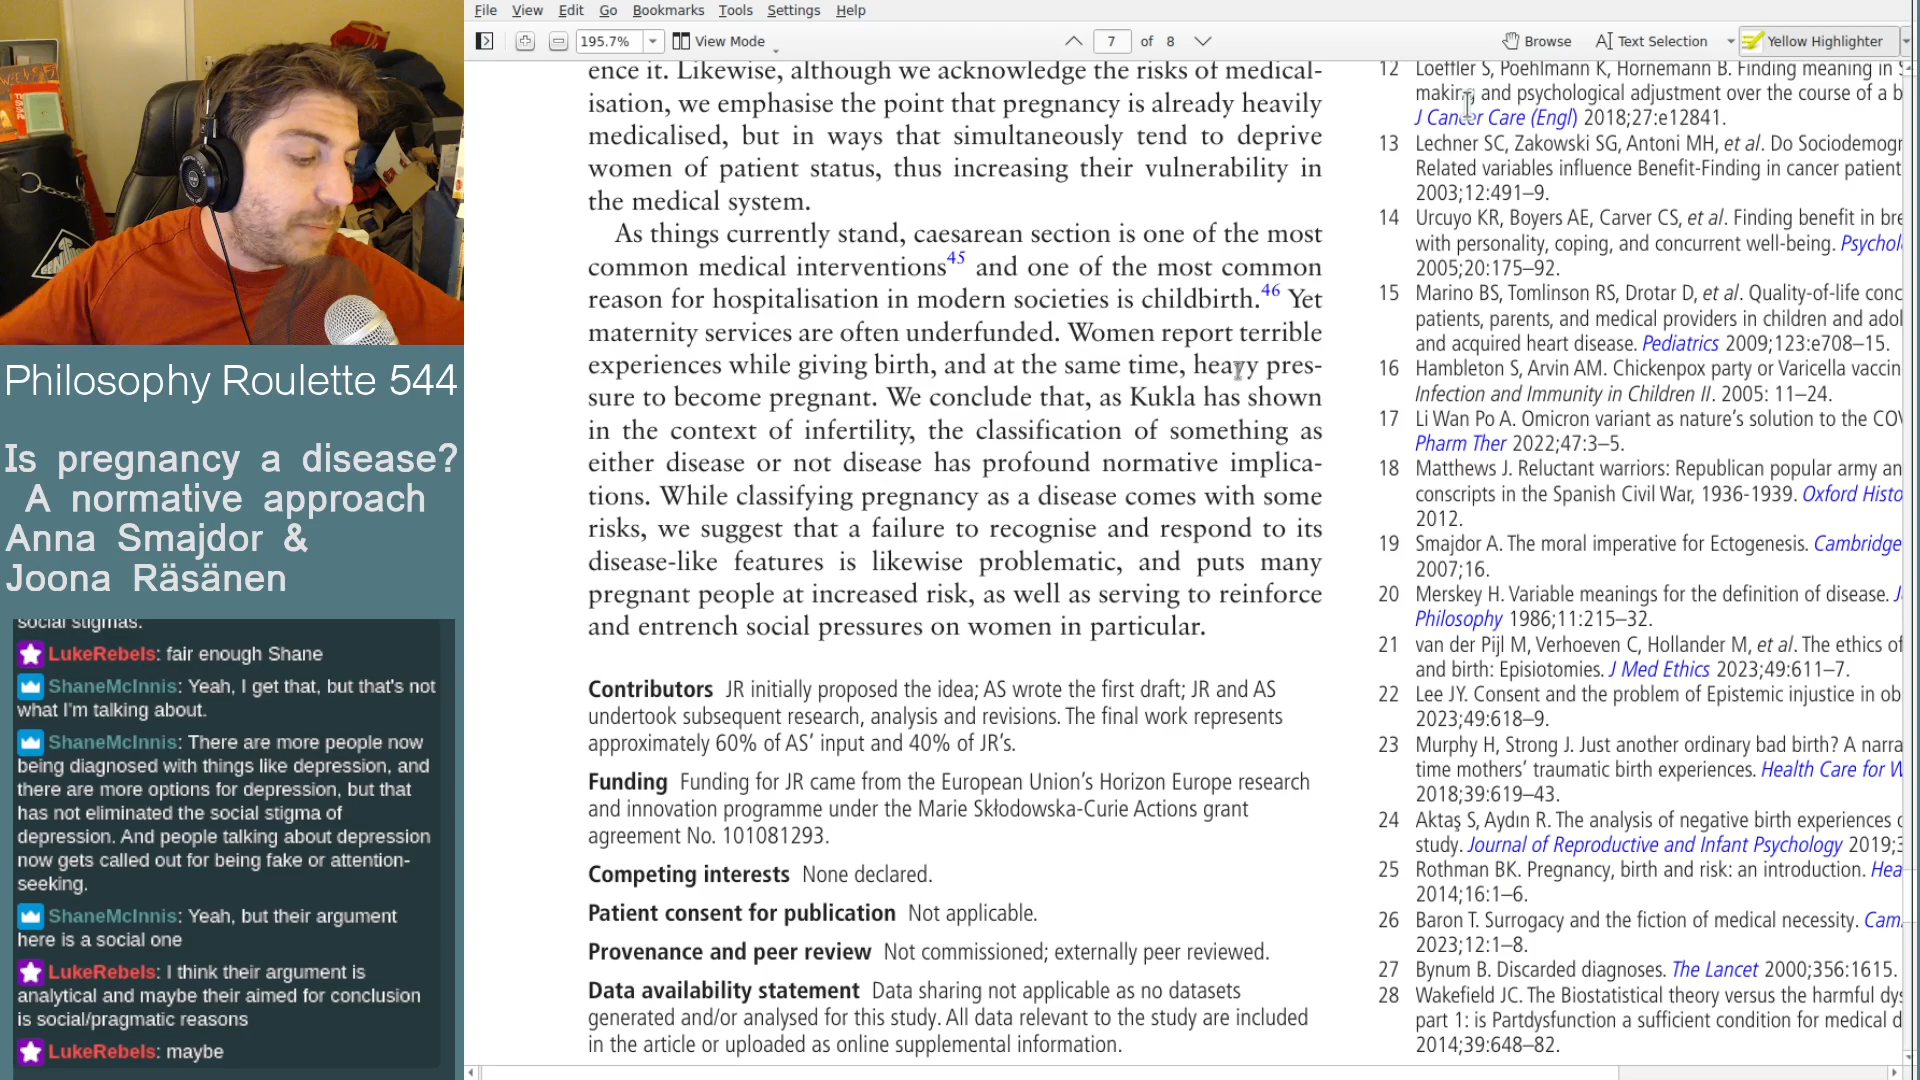 File View Edit Go Bookmarks Tools Settings Help
195.7% View Mode 7 of 8 Browse Text Selection Yellow Highlighter
ence it. Likewise, although we acknowledge the risks of medical-
isation, we emphasise the point that pregnancy is already heavily
medicalised, but in ways that simultaneously tend to deprive
women of patient status, thus increasing their vulnerability in
the medical system.
As things currently stand, caesarean section is one of the most
common medical interventions45 and one of the most common
reason for hospitalisation in modern societies is childbirth.46 Yet
maternity services are often underfunded. Women report terrible
experiences while giving birth, and at the same time, heavy pres-
sure to become pregnant. We conclude that, as Kukla has shown
in the context of infertility, the classification of something as
either disease or not disease has profound normative implica-
tions. While classifying pregnancy as a disease comes with some
risks, we suggest that a failure to recognise and respond to its
disease-like features is likewise problematic, and puts many
pregnant people at increased risk, as well as serving to reinforce
and entrench social pressures on women in particular.
Contributors JR initially proposed the idea; AS wrote the first draft; JR and AS
undertook subsequent research, analysis and revisions. The final work represents
approximately 60% of AS' input and 40% of JR's.
Funding Funding for JR came from the European Union's Horizon Europe research
and innovation programme under the Marie Skłodowska-Curie Actions grant
agreement No. 101081293.
Competing interests None declared.
Patient consent for publication Not applicable.
Provenance and peer review Not commissioned; externally peer reviewed.
Data availability statement Data sharing not applicable as no datasets
generated and/or analysed for this study. All data relevant to the study are included
in the article or uploaded as online supplemental information.
12 Loeffler S, Poehlmann K, Hornemann B. Finding meaning in
making and psychological adjustment over the course of a b
J Cancer Care (Engl) 2018;27:e12841.
13 Lechner SC, Zakowski SG, Antoni MH, et al. Do Sociodemogr
Related variables influence Benefit-Finding in cancer patient
2003;12:491–9.
14 Urcuyo KR, Boyers AE, Carver CS, et al. Finding benefit in bre
with personality, coping, and concurrent well-being. Psychol
2005;20:175–92.
15 Marino BS, Tomlinson RS, Drotar D, et al. Quality-of-life conc
patients, parents, and medical providers in children and adol
and acquired heart disease. Pediatrics 2009;123:e708–15.
16 Hambleton S, Arvin AM. Chickenpox party or Varicella vaccin
Infection and Immunity in Children II. 2005: 11–24.
17 Li Wan Po A. Omicron variant as nature's solution to the COV
Pharm Ther 2022;47:3–5.
18 Matthews J. Reluctant warriors: Republican popular army an
conscripts in the Spanish Civil War, 1936-1939. Oxford Histo
2012.
19 Smajdor A. The moral imperative for Ectogenesis. Cambridge
2007;16.
20 Merskey H. Variable meanings for the definition of disease. J
Philosophy 1986;11:215–32.
21 van der Pijl M, Verhoeven C, Hollander M, et al. The ethics of
and birth: Episiotomies. J Med Ethics 2023;49:611–7.
22 Lee JY. Consent and the problem of Epistemic injustice in ob
2023;49:618–9.
23 Murphy H, Strong J. Just another ordinary bad birth? A narra
time mothers' traumatic birth experiences. Health Care for W
2018;39:619–43.
24 Aktaş S, Aydın R. The analysis of negative birth experiences
study. Journal of Reproductive and Infant Psychology 2019;3
25 Rothman BK. Pregnancy, birth and risk: an introduction. Hea
2014;16:1–6.
26 Baron T. Surrogacy and the fiction of medical necessity. Cam
2023;12:1–8.
27 Bynum B. Discarded diagnoses. The Lancet 2000;356:1615.
28 Wakefield JC. The Biostatistical theory versus the harmful dys
part 1: is Partdysfunction a sufficient condition for medical d
2014;39:648–82.
Philosophy Roulette 544
Is pregnancy a disease?
A normative approach
Anna Smajdor &
Joona Räsänen
social stigmas.
LukeRebels: fair enough Shane
ShaneMcInnis: Yeah, I get that, but that's not
what I'm talking about.
ShaneMcInnis: There are more people now
being diagnosed with things like depression, and
there are more options for depression, but that
has not eliminated the social stigma of
depression. And people talking about depression
now gets called out for being fake or attention-
seeking.
ShaneMcInnis: Yeah, but their argument
here is a social one
LukeRebels: I think their argument is
analytical and maybe their aimed for conclusion
is social/pragmatic reasons
LukeRebels: maybe